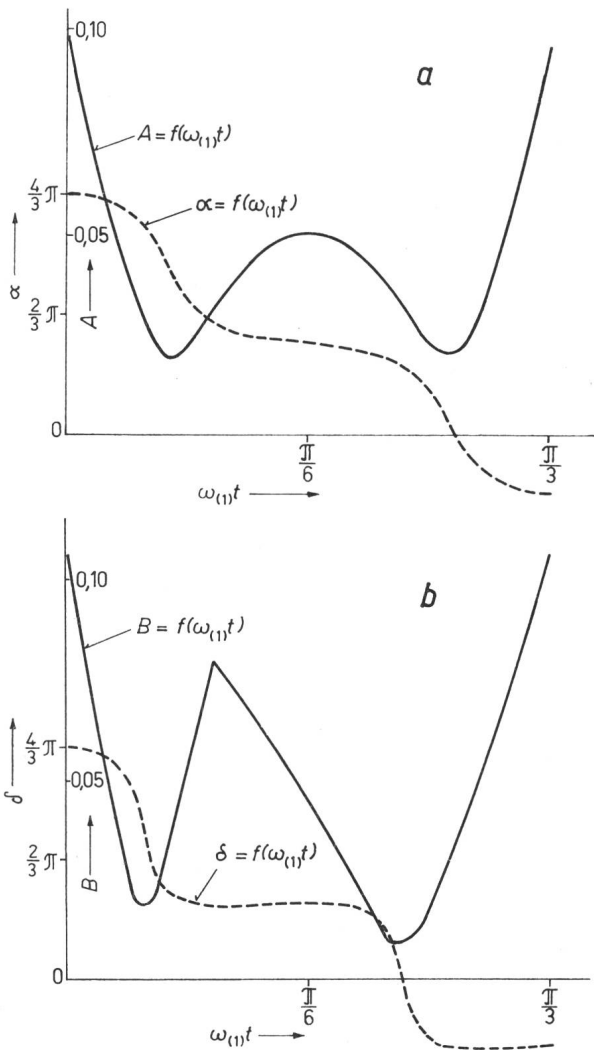 0,10
a
A = f(ω₍₁₎t)
4/3 π
α = f(ω₍₁₎t)
0,05
α
2/3 π
A
0
π/6
π/3
ω₍₁₎t
0,10
b
B = f(ω₍₁₎t)
4/3 π
0,05
δ
2/3 π
δ = f(ω₍₁₎t)
B
0
π/6
π/3
ω₍₁₎t